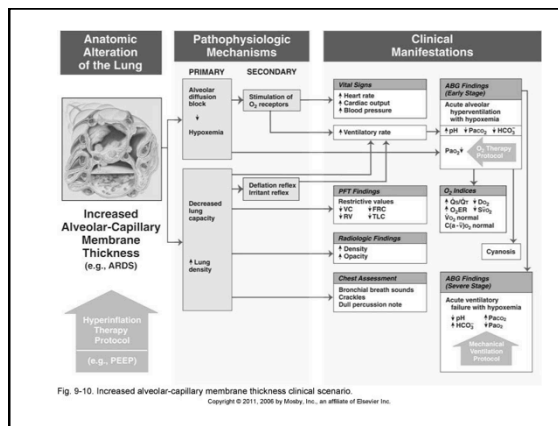 Anatomic
Alteration
of the Lung
Increased
Alveolar-Capillary
Membrane
Thickness
(e.g., ARDS)
Hyperinflation
Therapy
Protocol
(e.g., PEEP)
Pathophysiologic
Mechanisms
PRIMARY
SECONDARY
Alveolar
diffusion
block
↓
Hypoxemia
Stimulation of
O₂ receptors
Decreased
lung
capacity
↑ Lung
density
Deflation reflex
Irritant reflex
Clinical
Manifestations
Vital Signs
↑ Heart rate
↑ Cardiac output
↑ Blood pressure
↑ Ventilatory rate
PFT Findings
Restrictive values
↓ VC ↓ FRC
↓ RV ↓ TLC
Radiologic Findings
↑ Density
↑ Opacity
Chest Assessment
Bronchial breath sounds
Crackles
Dull percussion note
ABG Findings
(Early Stage)
Acute alveolar
hyperventilation
with hypoxemia
↑ pH ↓ Paco₂ ↓ HCO₃⁻
Pao₂↓
O₂ Therapy
Protocol
O₂ Indices
↑ Q̇s/Q̇T ↓ Do₂
↑ O₂ER ↓ Sv̄o₂
V̇o₂ normal
C(a-v̄)o₂ normal
Cyanosis
ABG Findings
(Severe Stage)
Acute ventilatory
failure with hypoxemia
↓ pH ↑ Paco₂
↑ HCO₃⁻ ↓ Pao₂
Mechanical
Ventilation
Protocol
Fig. 9-10. Increased alveolar-capillary membrane thickness clinical scenario.
Copyright © 2011, 2006 by Mosby, Inc., an affiliate of Elsevier Inc.